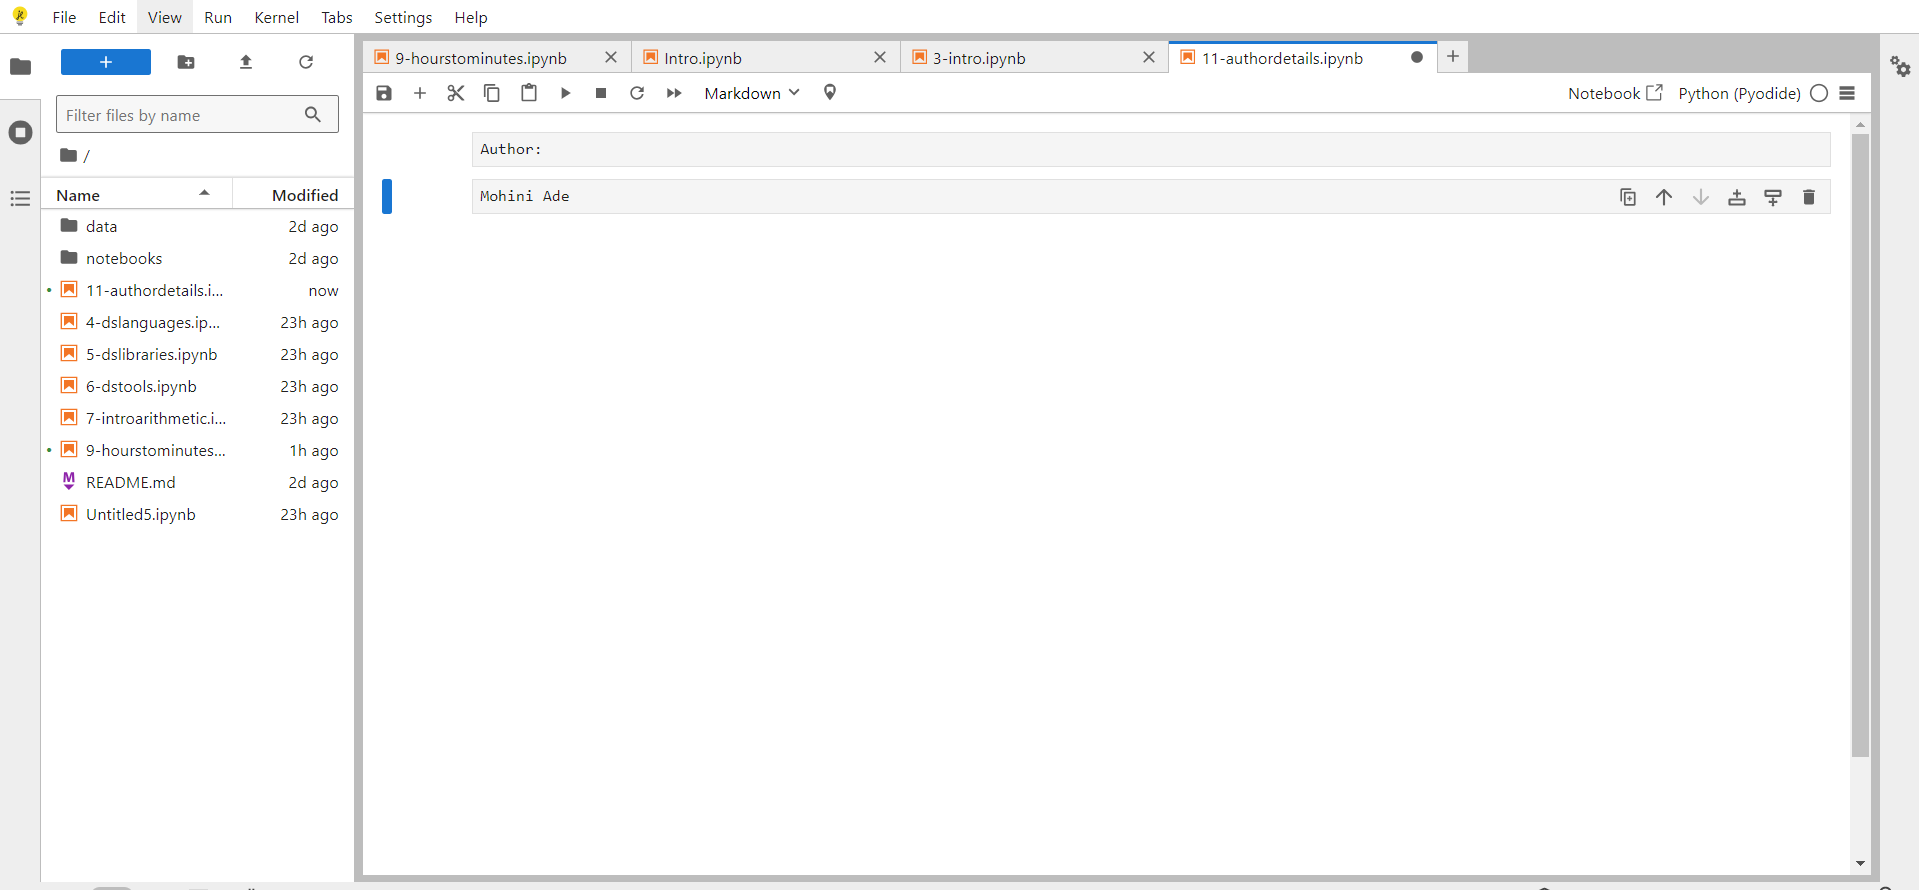 File Edit View Run Kernel Tabs Settings Help
9-hourstominutes.ipynb Intro.ipynb 3-intro.ipynb 11-authordetails.ipynb
Markdown Notebook Python (Pyodide)
Filter files by name
/
Name Modified
data 2d ago
notebooks 2d ago
11-authordetails.i... now
4-dslanguages.ip... 23h ago
5-dslibraries.ipynb 23h ago
6-dstools.ipynb 23h ago
7-introarithmetic.i... 23h ago
9-hourstominutes... 1h ago
README.md 2d ago
Untitled5.ipynb 23h ago
Author:
Mohini Ade